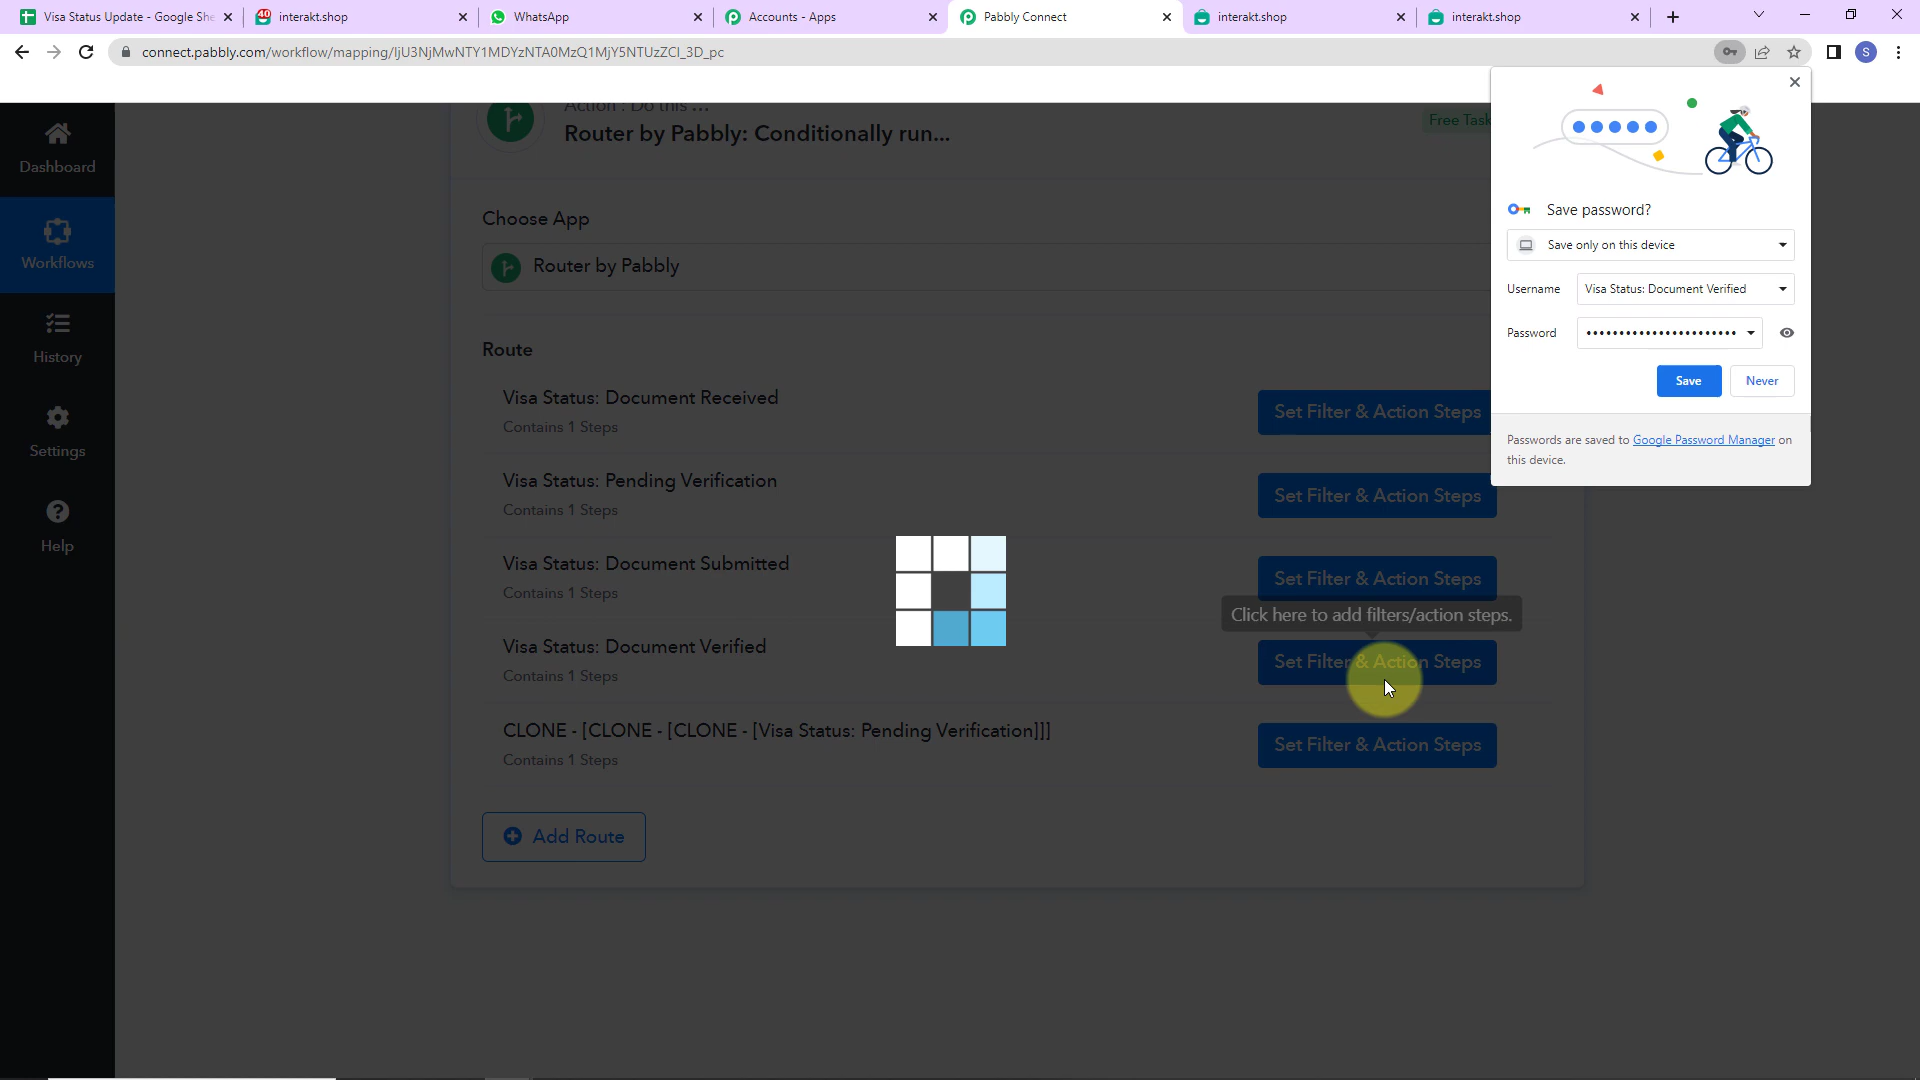 Visa Status Update - Google She
interakt.shop
WhatsApp
Accounts - Apps
Pabbly Connect
interakt.shop
interakt.shop
connect.pabbly.com/workflow/mapping/IjU3NjMwNTY1MDYzNTA0MzQ1MjY5NTUzZCI_3D_pc
S
Action : Do this ...
Router by Pabbly: Conditionally run...
Free Task
Dashboard
Workflows
History
Settings
Help
Choose App
Router by Pabbly
Route
Visa Status: Document Received
Contains 1 Steps
Set Filter & Action Steps
Visa Status: Pending Verification
Contains 1 Steps
Set Filter & Action Steps
Visa Status: Document Submitted
Contains 1 Steps
Set Filter & Action Steps
Click here to add filters/action steps.
Visa Status: Document Verified
Contains 1 Steps
Set Filter & Action Steps
CLONE - [CLONE - [CLONE - [Visa Status: Pending Verification]]]
Contains 1 Steps
Set Filter & Action Steps
Add Route
Save password?
Save only on this device
Username
Visa Status: Document Verified
Password
Save
Never
Passwords are saved to Google Password Manager on
this device.